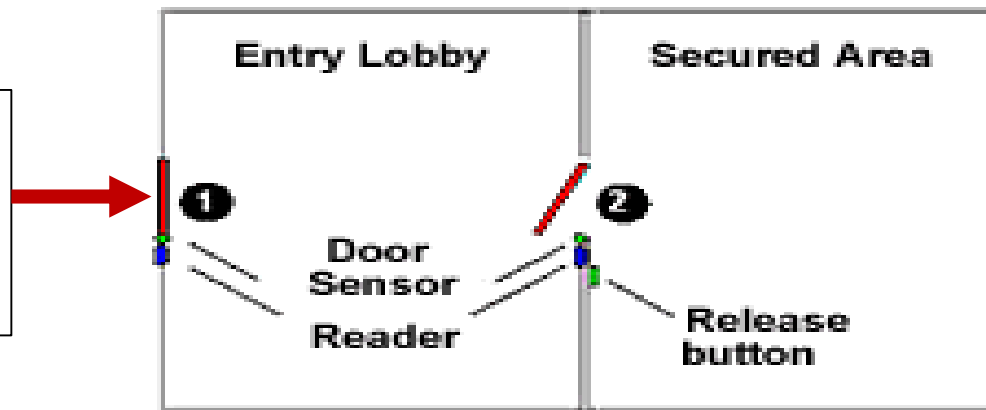 Entry Lobby
Secured Area
1
2
Door
Sensor
Reader
Release
button